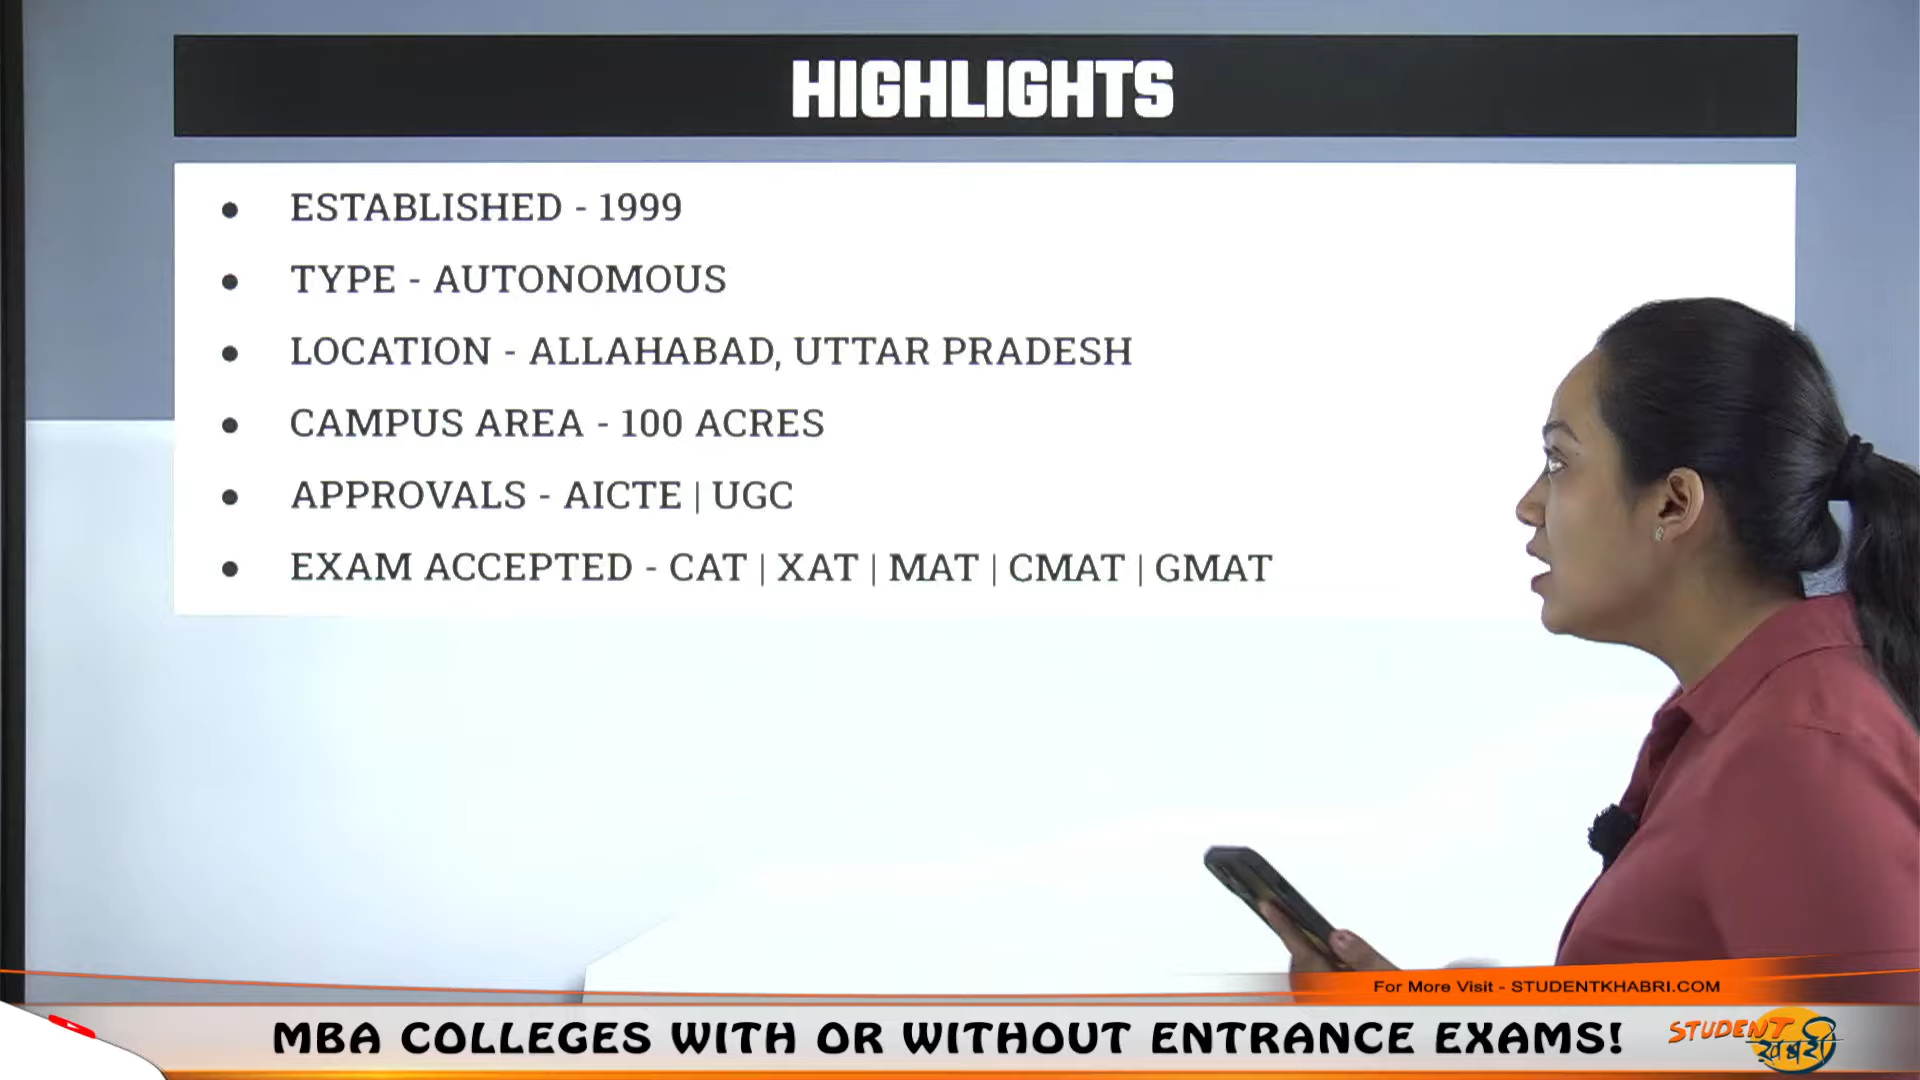 HIGHLIGHTS
● ESTABLISHED - 1999
● TYPE - AUTONOMOUS
● LOCATION - ALLAHABAD, UTTAR PRADESH
● CAMPUS AREA - 100 ACRES
● APPROVALS - AICTE | UGC
● EXAM ACCEPTED - CAT | XAT | MAT | CMAT | GMAT
For More Visit - STUDENTKHABRI.COM
MBA COLLEGES WITH OR WITHOUT ENTRANCE EXAMS!
STUDENT
ख़बरी